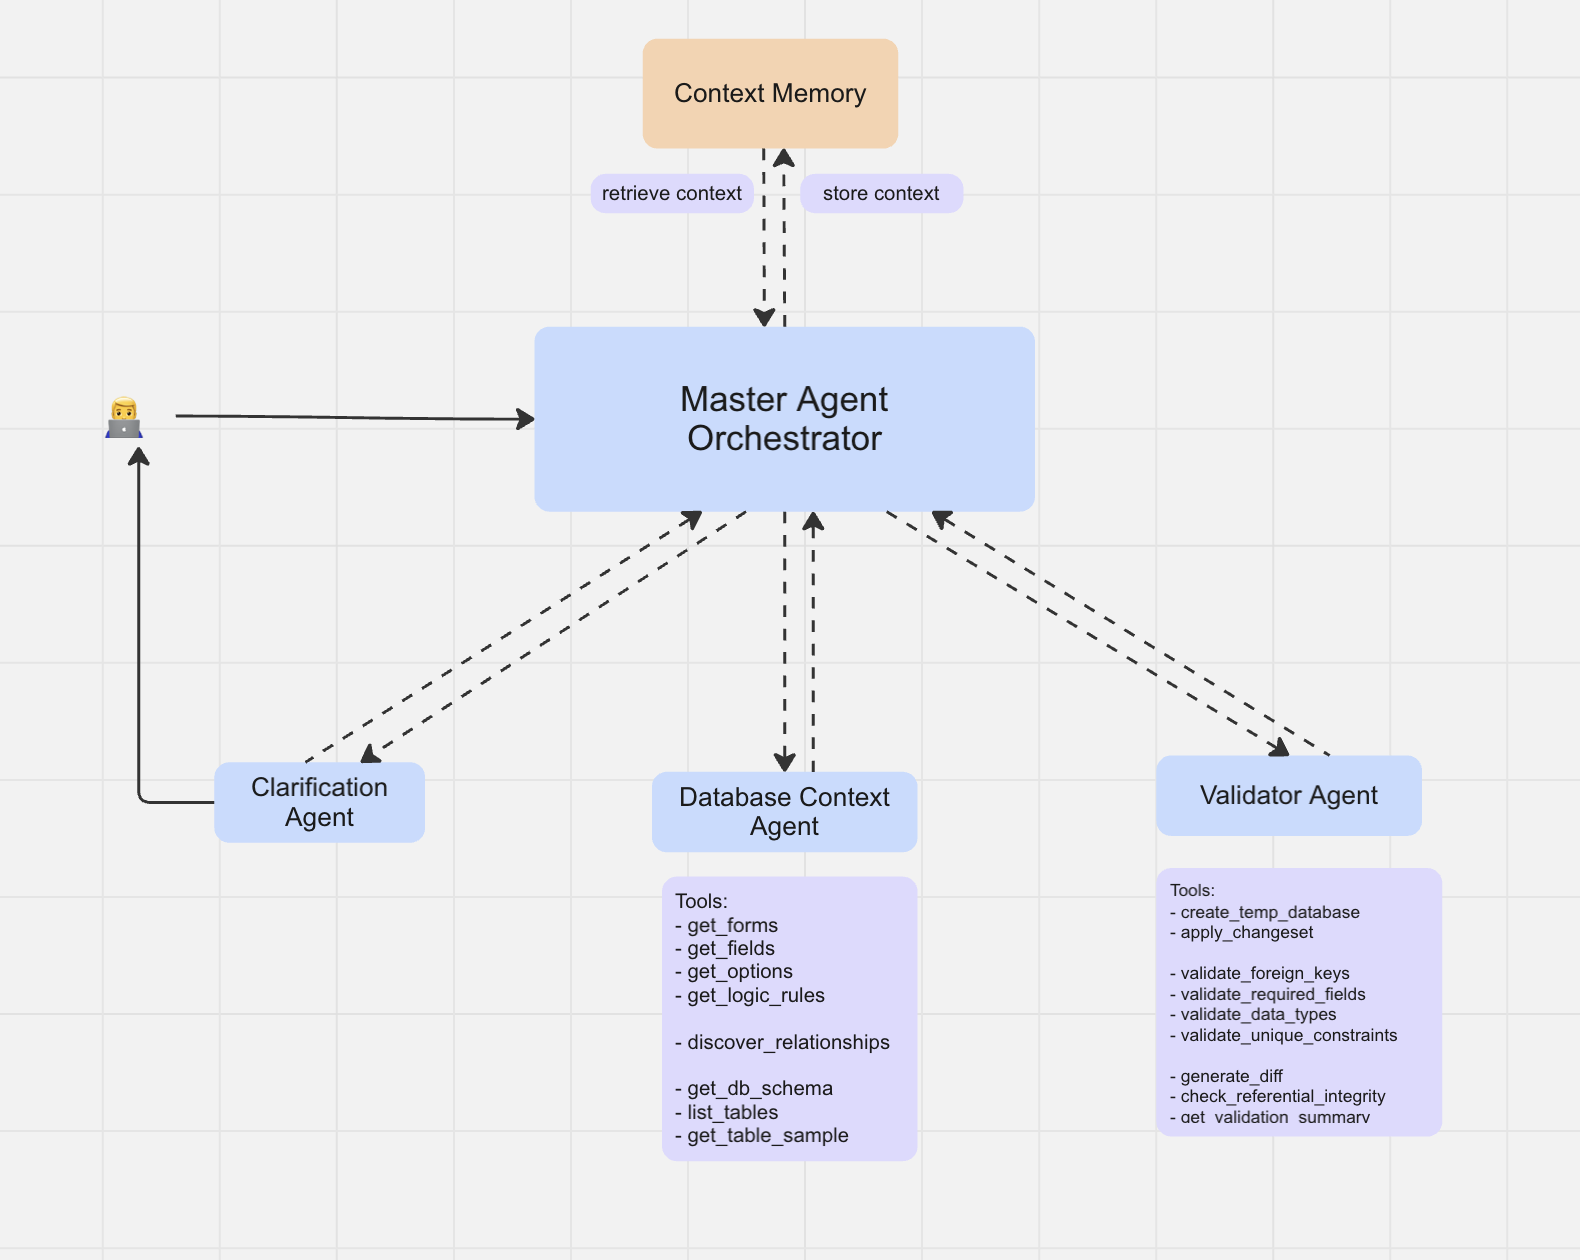 Context Memory
retrieve context
store context
Master Agent
Orchestrator
Clarification
Agent
Database Context
Agent
Validator Agent
Tools:
- get_forms
- get_fields
- get_options
- get_logic_rules
- discover_relationships
- get_db_schema
- list_tables
- get_table_sample
Tools:
- create_temp_database
- apply_changeset
- validate_foreign_keys
- validate_required_fields
- validate_data_types
- validate_unique_constraints
- generate_diff
- check_referential_integrity
- get_validation_summary